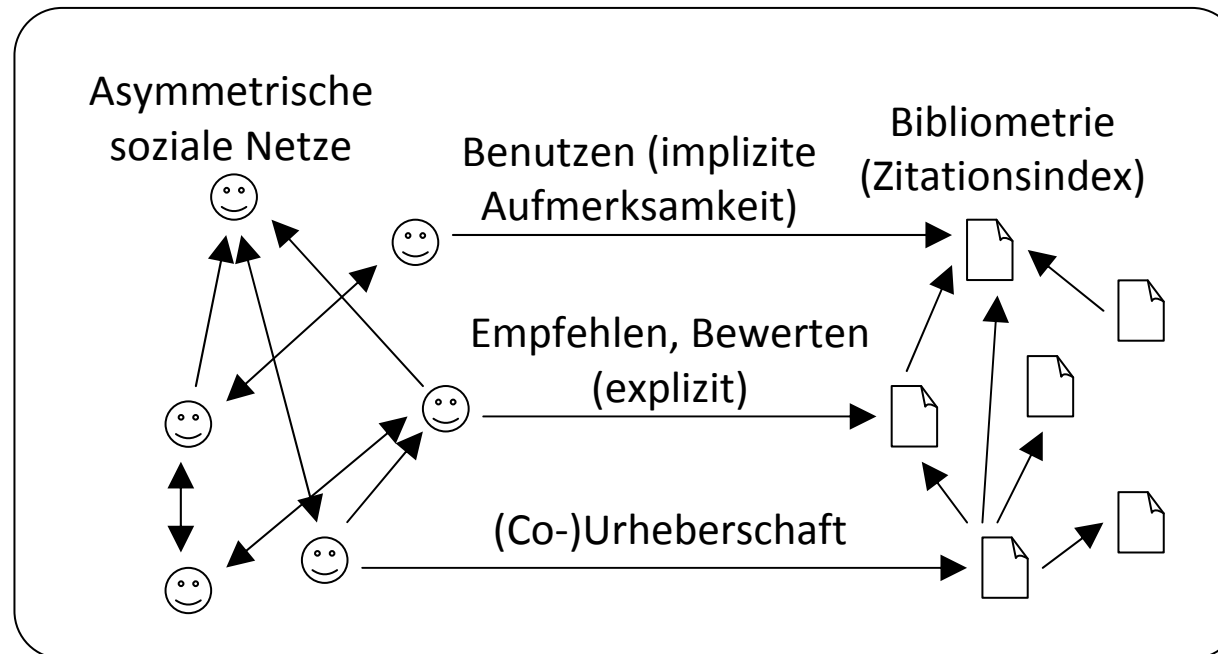 Asymmetrische
soziale Netze
Benutzen (implizite
Aufmerksamkeit)
Bibliometrie
(Zitationsindex)
Empfehlen, Bewerten
(explizit)
(Co-)Urheberschaft